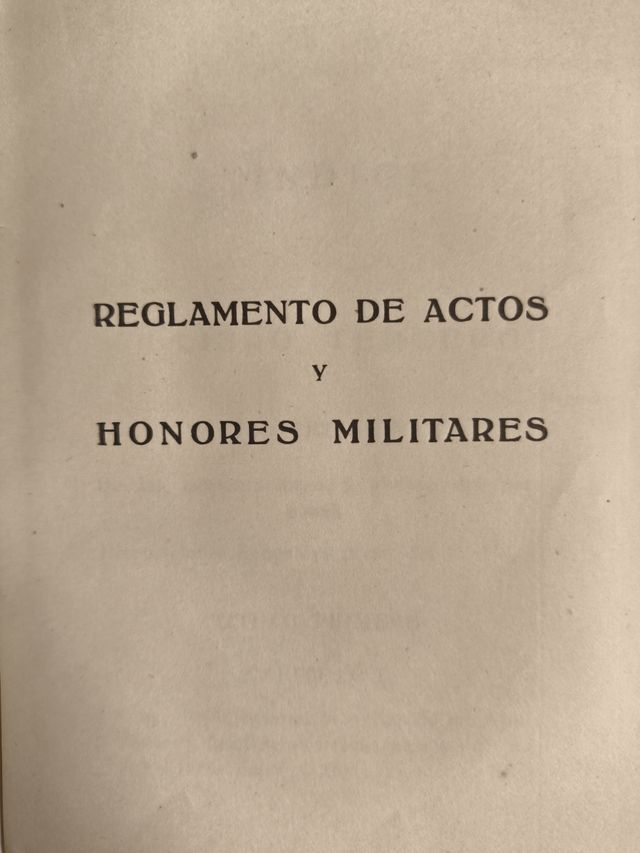 REGLAMENTO DE ACTOS
Y
HONORES MILITARES